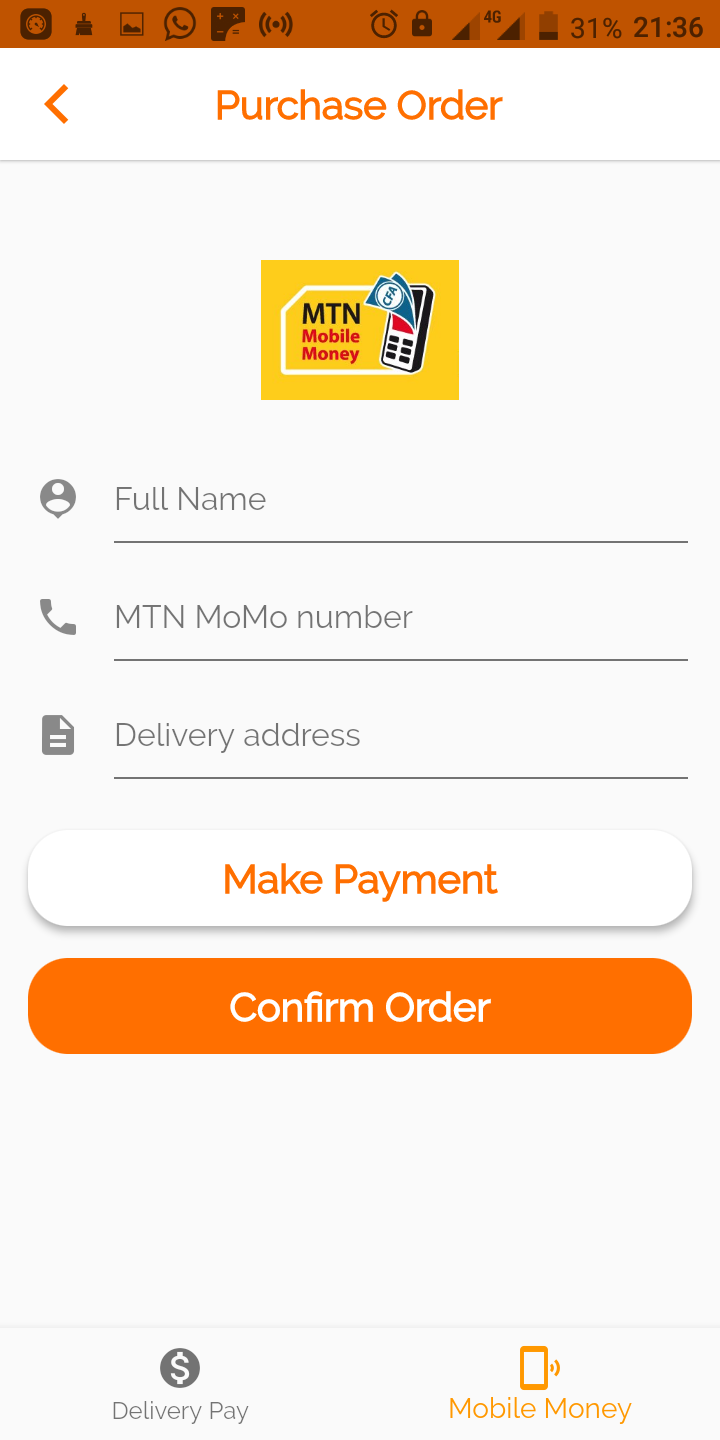 4G 31% 21:36
Purchase Order
CFA
MTN
Mobile
Money
Full Name
MTN MoMo number
Delivery address
Make Payment
Confirm Order
Delivery Pay
Mobile Money